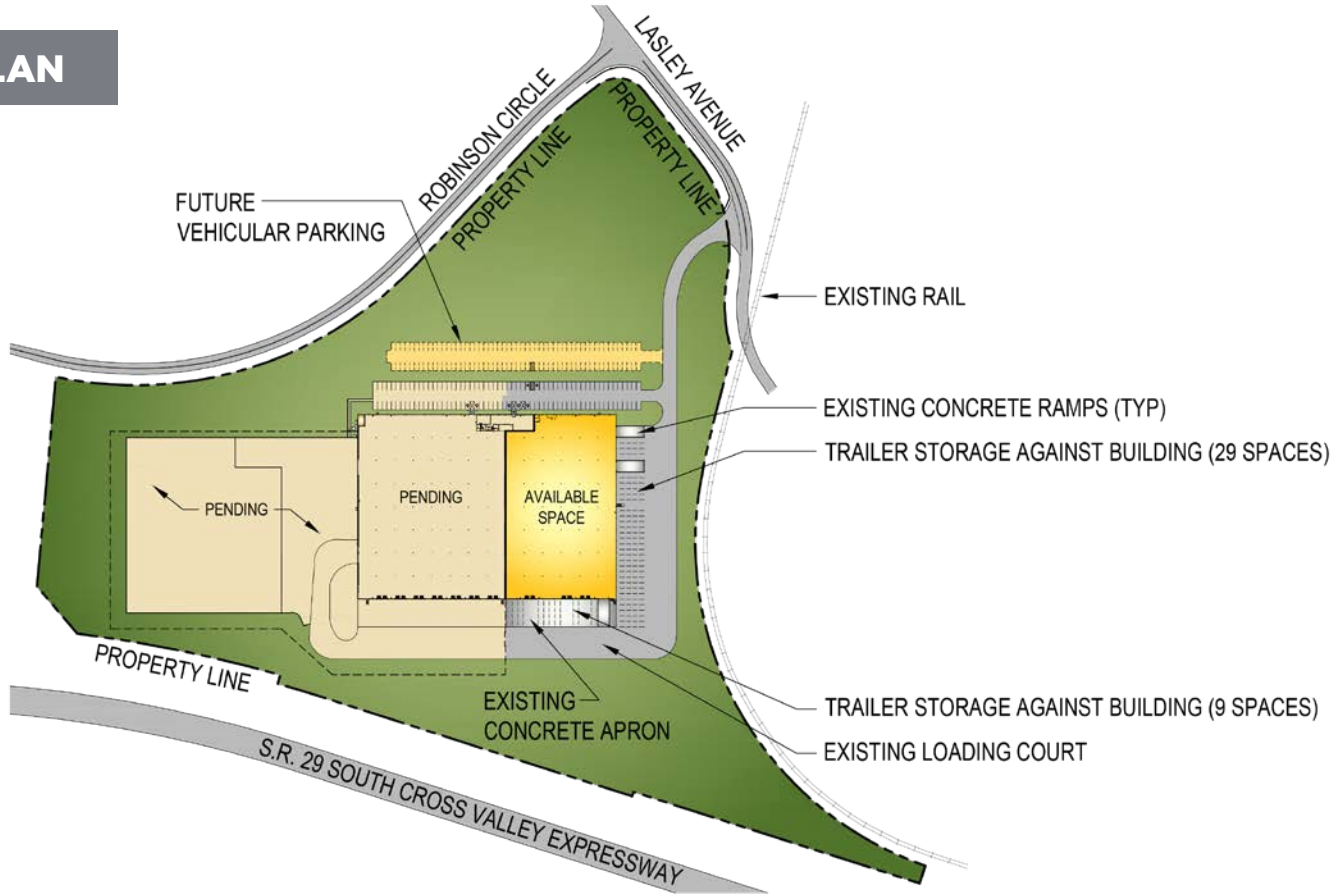 LAN
LASLEY AVENUE
ROBINSON CIRCLE
PROPERTY LINE
PROPERTY LINE
FUTURE
VEHICULAR PARKING
EXISTING RAIL
EXISTING CONCRETE RAMPS (TYP)
TRAILER STORAGE AGAINST BUILDING (29 SPACES)
PENDING
PENDING
AVAILABLE
SPACE
PROPERTY LINE
EXISTING
CONCRETE APRON
TRAILER STORAGE AGAINST BUILDING (9 SPACES)
EXISTING LOADING COURT
S.R. 29 SOUTH CROSS VALLEY EXPRESSWAY